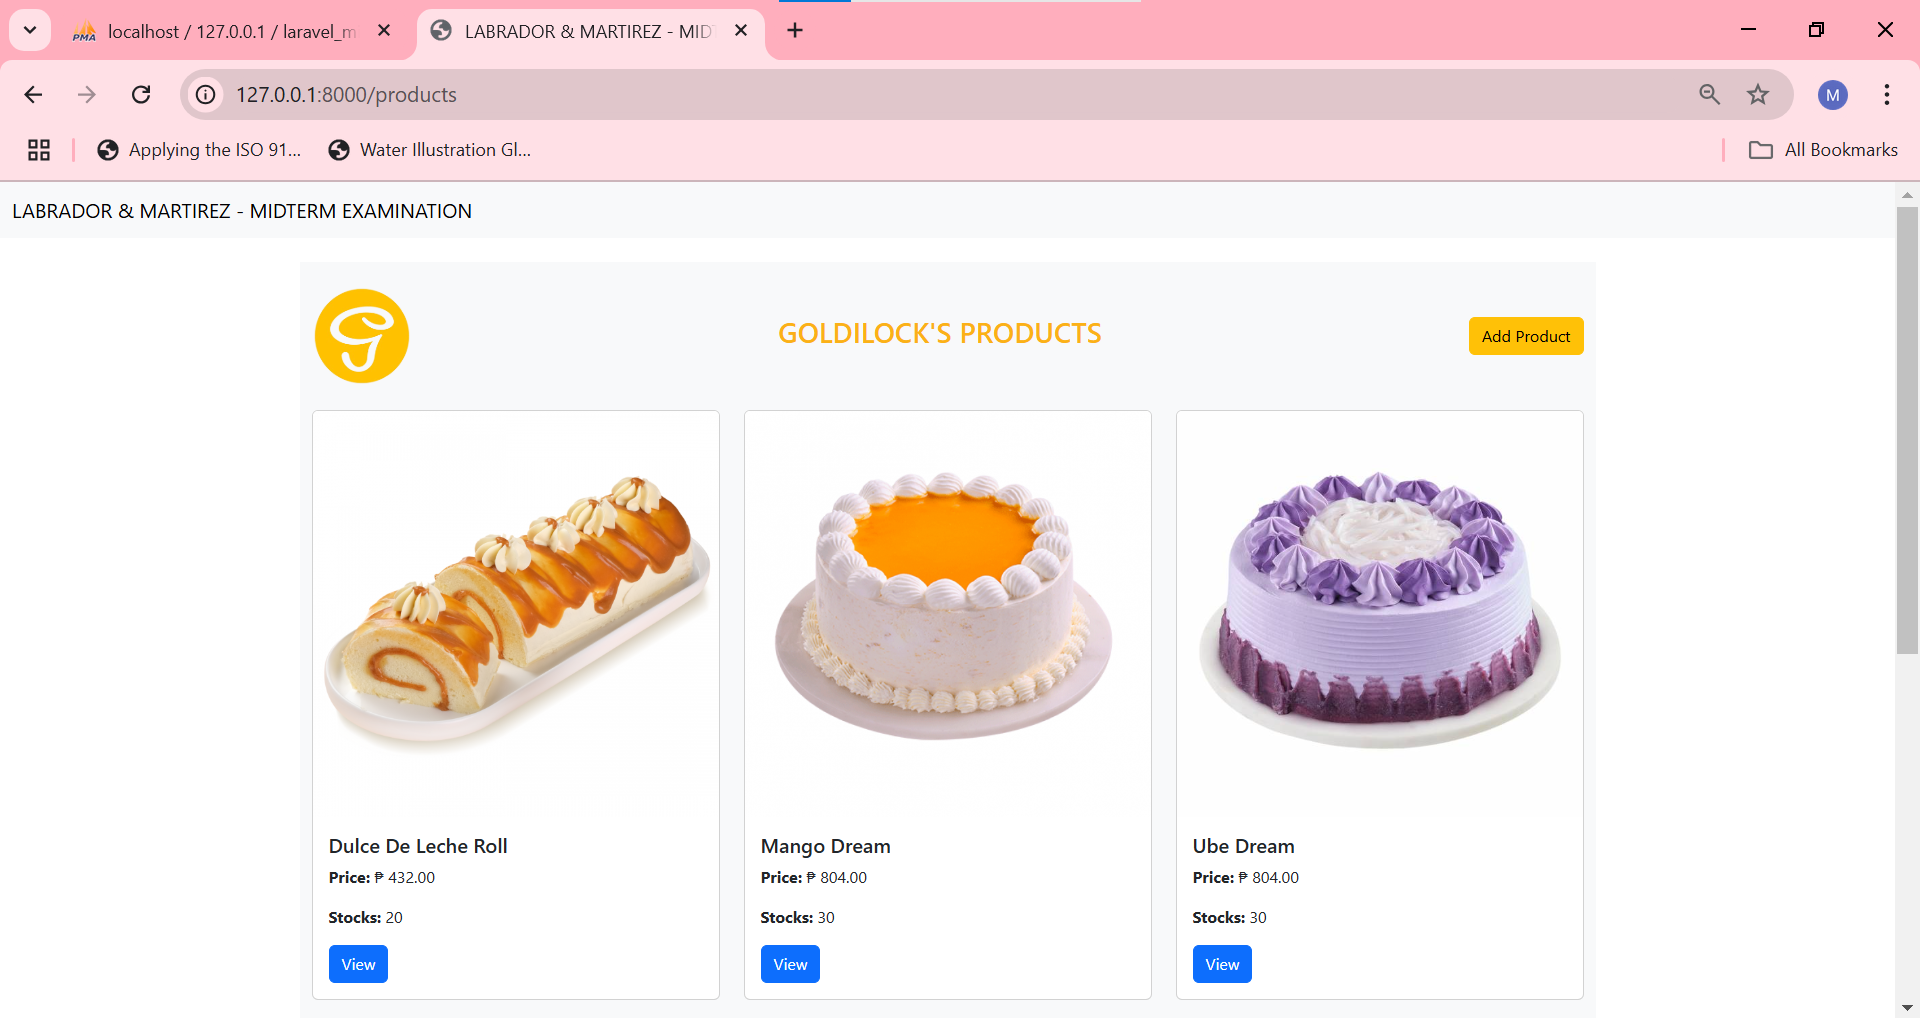 PMA localhost / 127.0.0.1 / laravel_m
LABRADOR & MARTIREZ - MID
127.0.0.1:8000/products
M
Applying the ISO 91...
Water Illustration Gl...
All Bookmarks
LABRADOR & MARTIREZ - MIDTERM EXAMINATION
G
GOLDILOCK'S PRODUCTS
Add Product
Dulce De Leche Roll
Price: ₱ 432.00
Stocks: 20
View
Mango Dream
Price: ₱ 804.00
Stocks: 30
View
Ube Dream
Price: ₱ 804.00
Stocks: 30
View